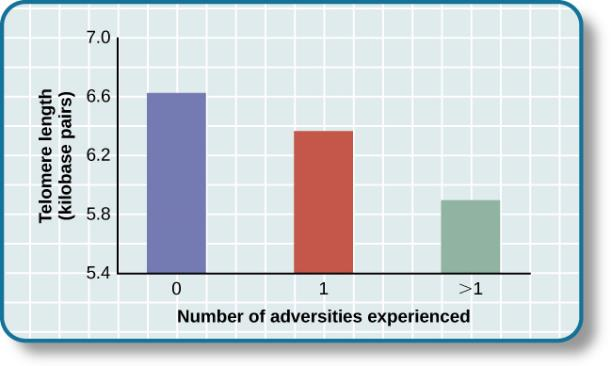 7.0
6.6
6.2
5.8
5.4
Telomere length
(kilobase pairs)
0 1 >1
Number of adversities experienced